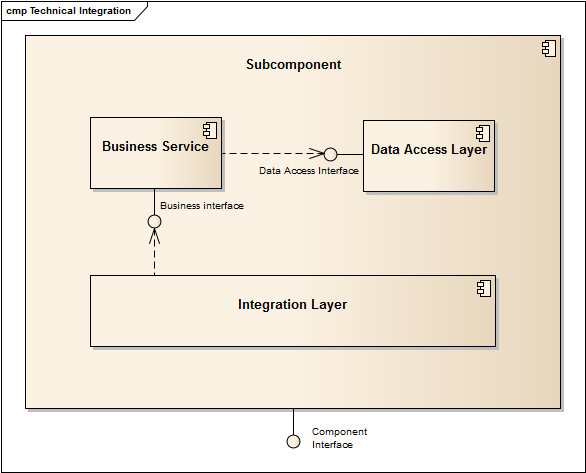 cmp Technical Integration
Subcomponent
Business Service
Data Access Layer
Data Access Interface
Business interface
Integration Layer
Component
Interface